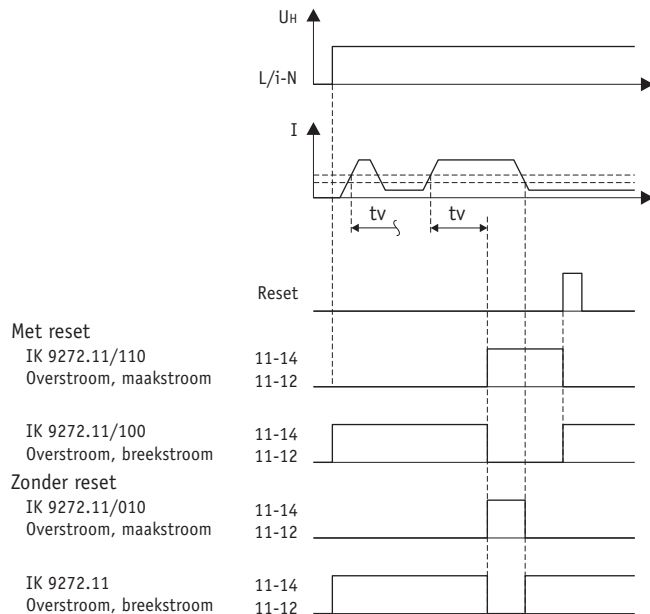 UH
L/i-N
I
tv tv
Reset
Met reset
IK 9272.11/110 11-14
Overstroom, maakstroom 11-12
IK 9272.11/100 11-14
Overstroom, breekstroom 11-12
Zonder reset
IK 9272.11/010 11-14
Overstroom, maakstroom 11-12
IK 9272.11 11-14
Overstroom, breekstroom 11-12